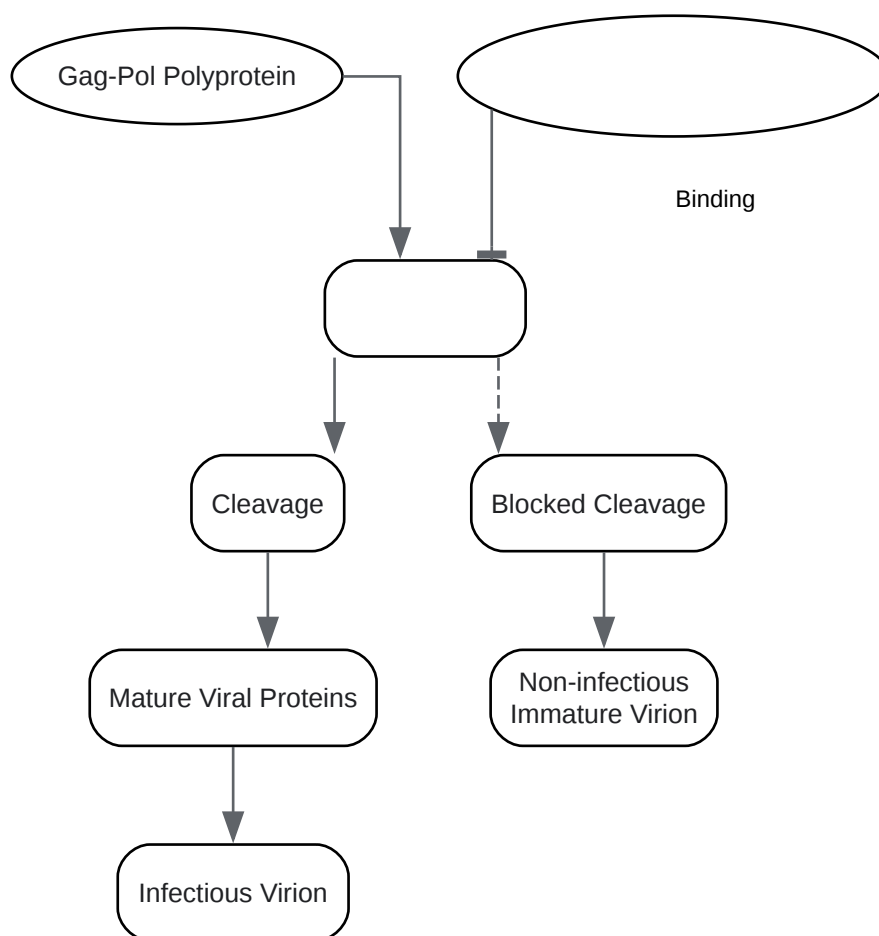 Gag-Pol Polyprotein
Binding
Cleavage
Blocked Cleavage
Mature Viral Proteins
Non-infectious
Immature Virion
Infectious Virion